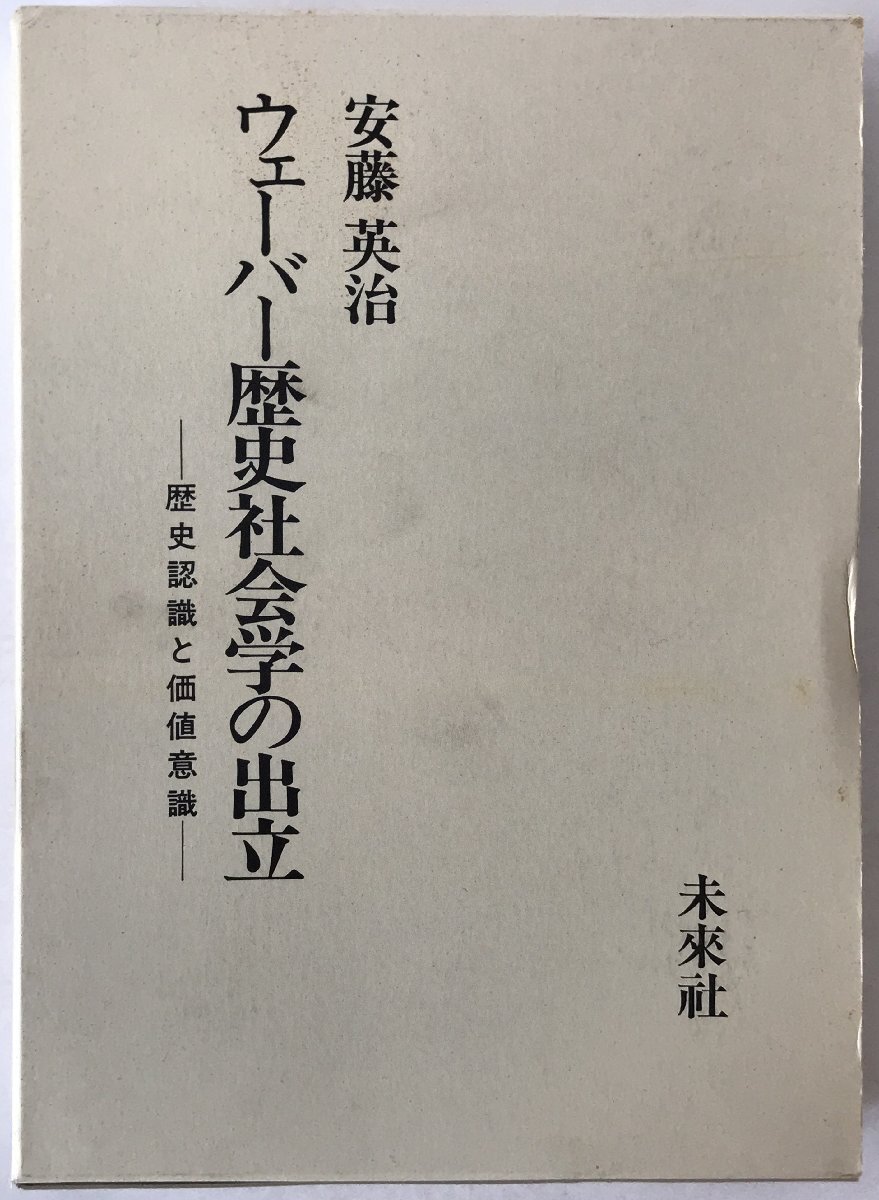 安藤 英治
ウェーバー歴史社会学の出立
――歴史認識と価値意識――
未來社